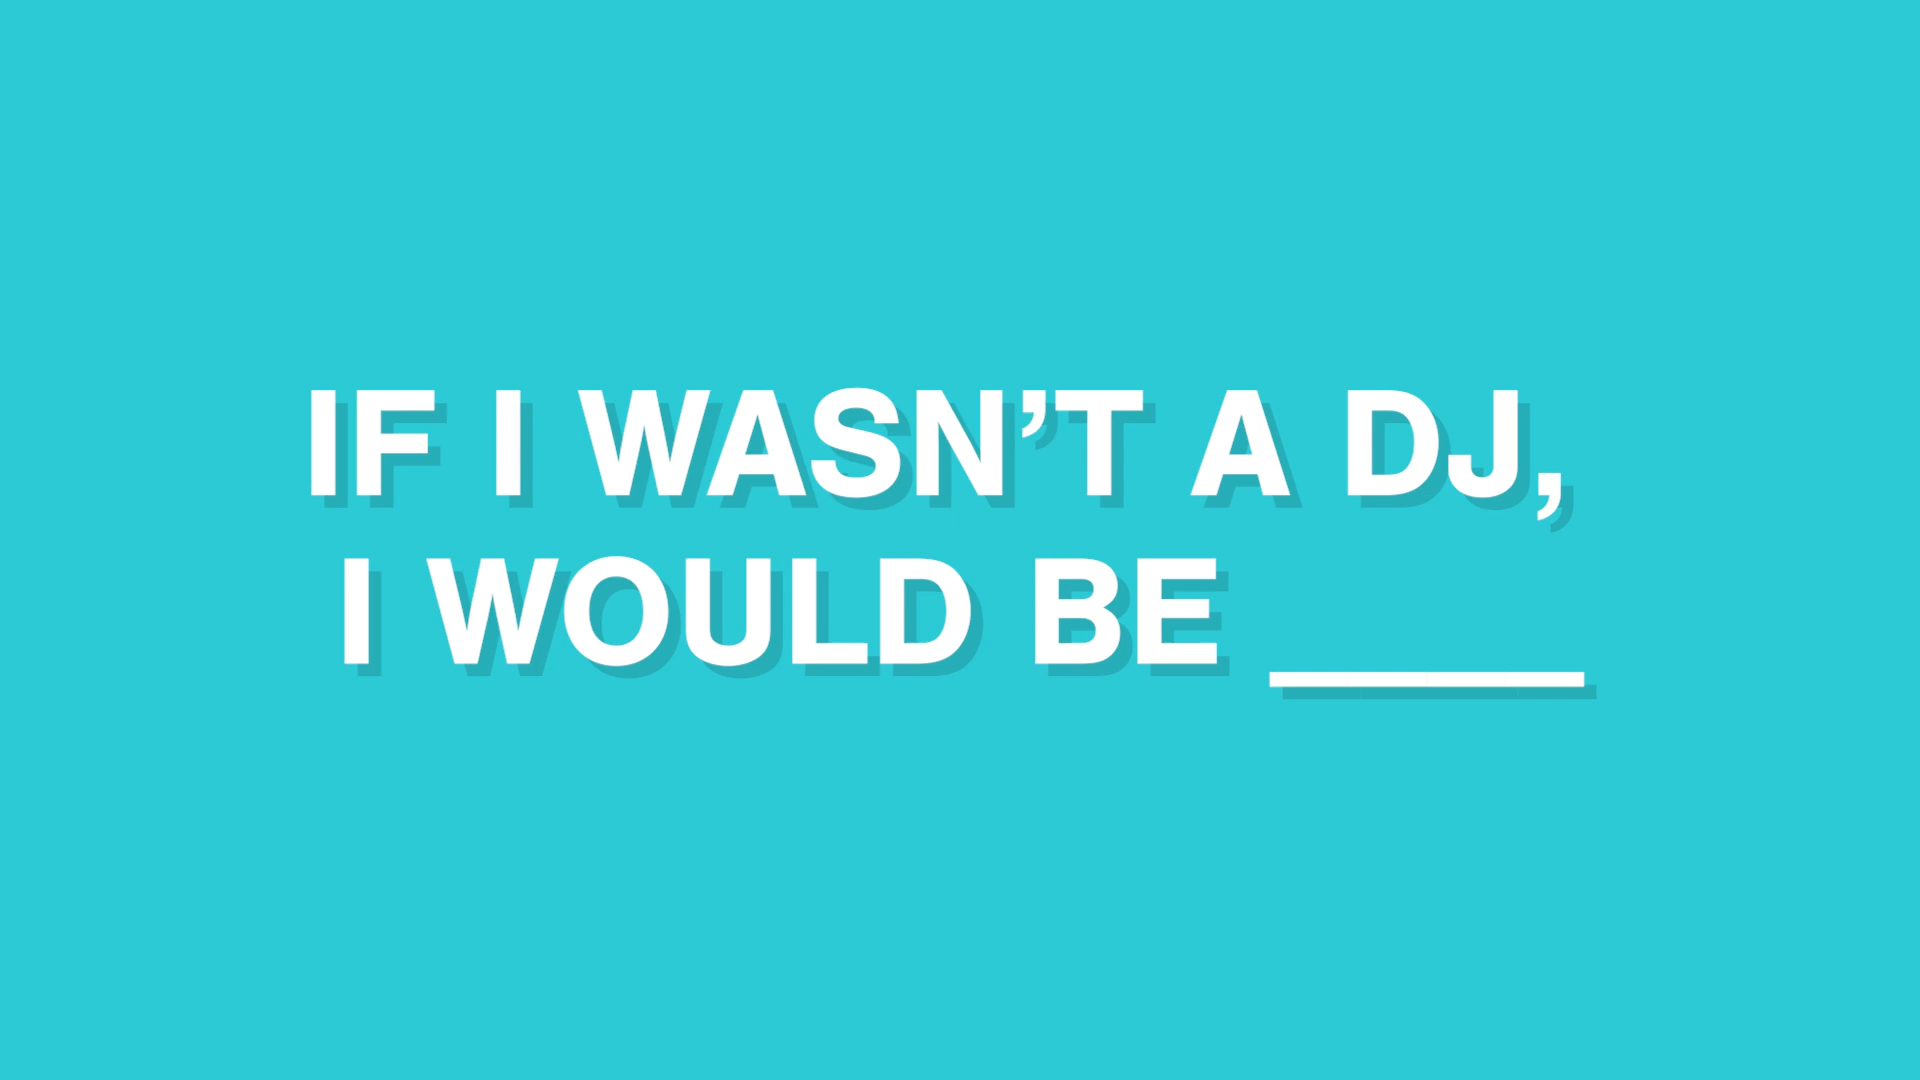 IF I WASN’T A DJ,
I WOULD BE ____